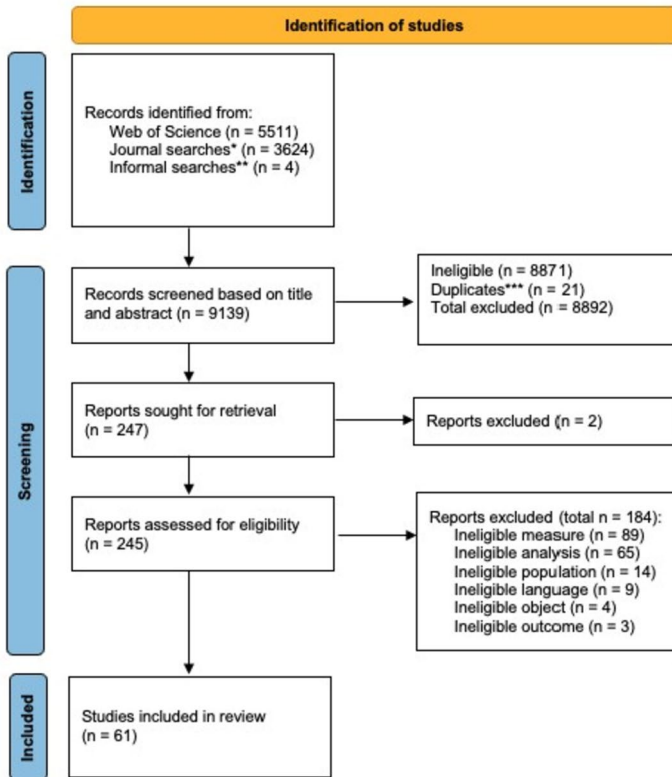 Identification of studies
Identification
Records identified from:
Web of Science (n = 5511)
Journal searches* (n = 3624)
Informal searches** (n = 4)
Screening
Records screened based on title
and abstract (n = 9139)
Ineligible (n = 8871)
Duplicates*** (n = 21)
Total excluded (n = 8892)
Reports sought for retrieval
(n = 247)
Reports excluded (n = 2)
Reports assessed for eligibility
(n = 245)
Reports excluded (total n = 184):
Ineligible measure (n = 89)
Ineligible analysis (n = 65)
Ineligible population (n = 14)
Ineligible language (n = 9)
Ineligible object (n = 4)
Ineligible outcome (n = 3)
Included
Studies included in review
(n = 61)